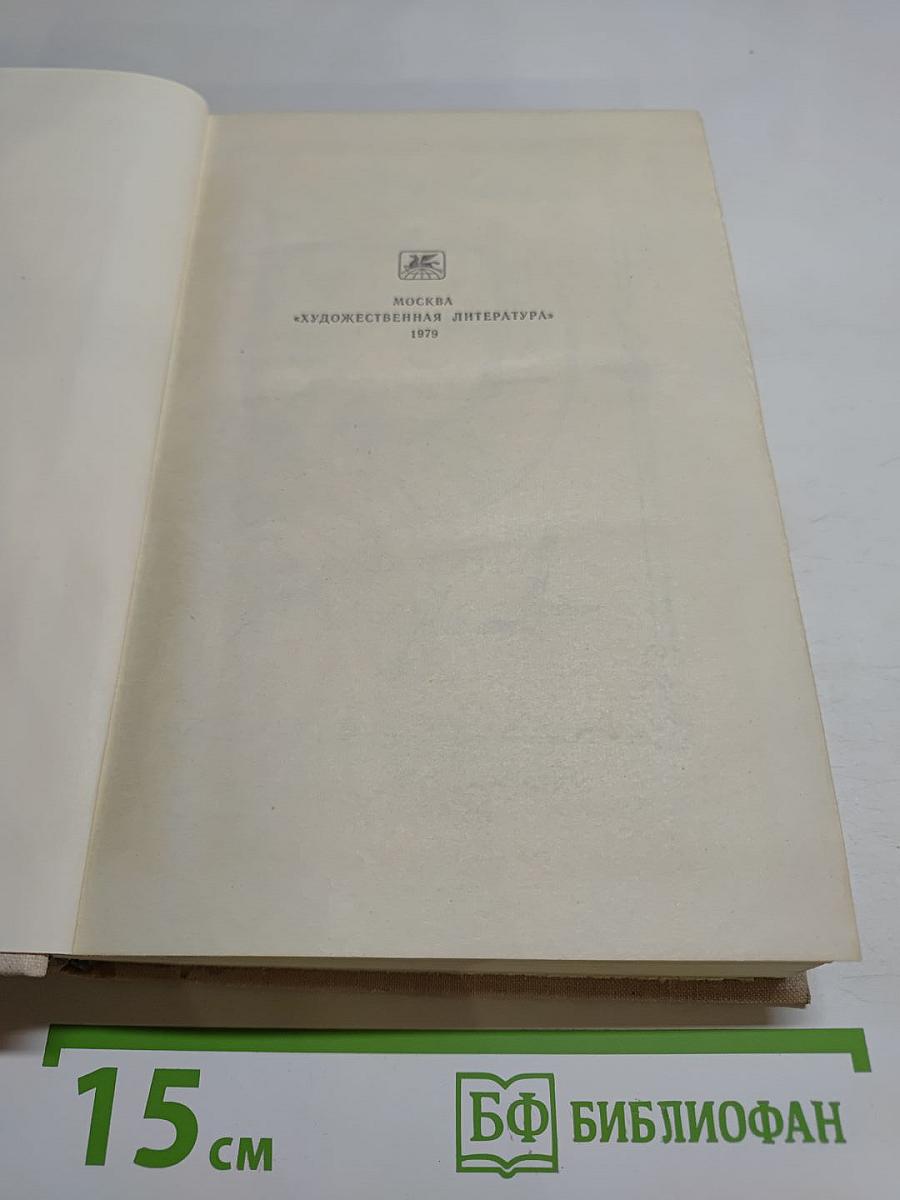 МОСКВА
«ХУДОЖЕСТВЕННАЯ ЛИТЕРАТУРА»
1979
15 см
БФ БИБЛИОФАН